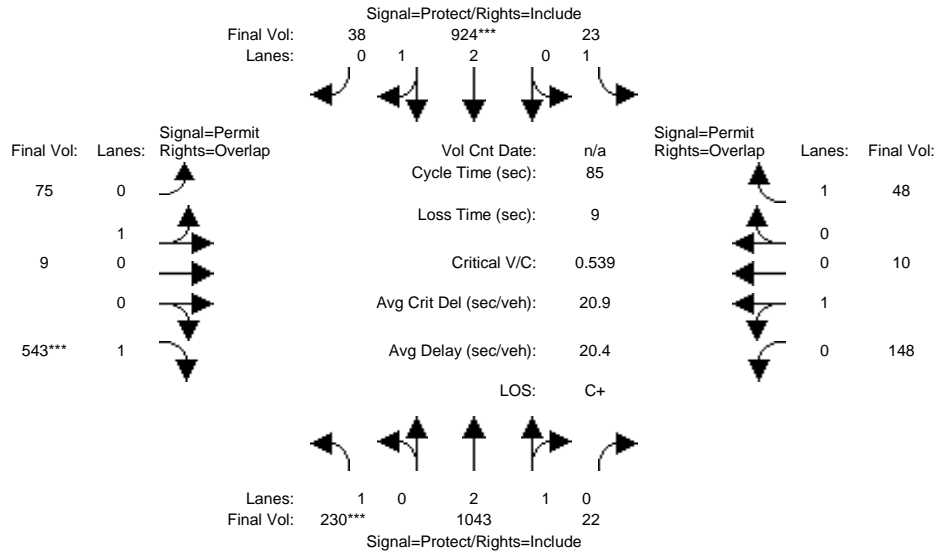 Signal=Protect/Rights=Include
Final Vol: 38 924*** 23
Lanes: 0 1 2 0 1
Signal=Permit
Final Vol: Lanes: Rights=Overlap
Vol Cnt Date: n/a
Signal=Permit
Rights=Overlap Lanes: Final Vol:
Cycle Time (sec): 85
75 0
1 48
Loss Time (sec): 9
1
0
9 0
Critical V/C: 0.539
0 10
0
Avg Crit Del (sec/veh): 20.9
1
543*** 1
Avg Delay (sec/veh): 20.4
0 148
LOS: C+
Lanes: 1 0 2 1 0
Final Vol: 230*** 1043 22
Signal=Protect/Rights=Include